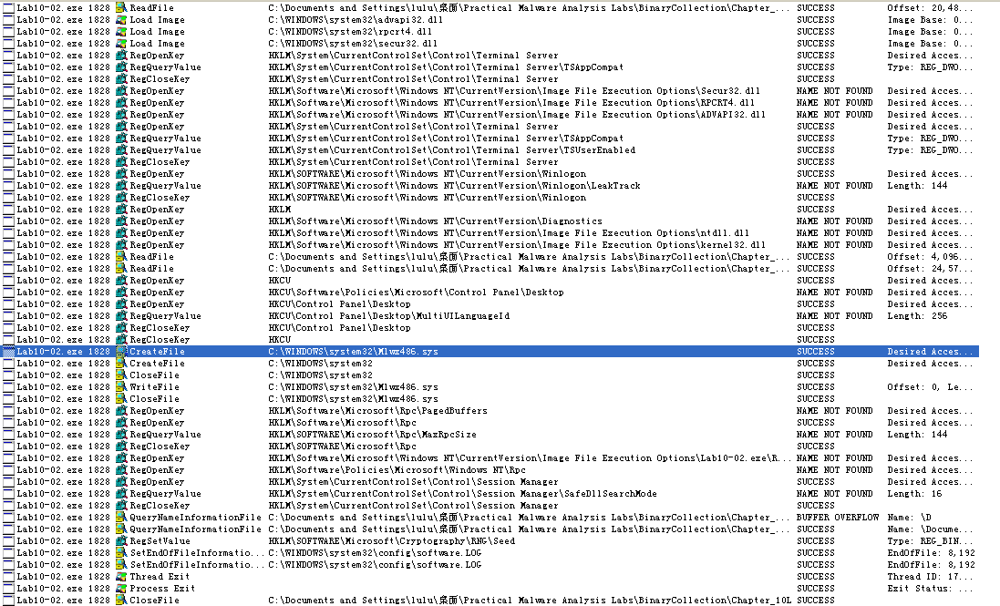 Lab10-02.exe 1828 ReadFile C:\Documents and Settings\lulu\桌面\Practical Malware Analysis Labs\BinaryCollection\Chapter_... SUCCESS Offset: 20,48...
Lab10-02.exe 1828 Load Image C:\WINDOWS\system32\advapi32.dll SUCCESS Image Base: 0...
Lab10-02.exe 1828 Load Image C:\WINDOWS\system32\rpcrt4.dll SUCCESS Image Base: 0...
Lab10-02.exe 1828 Load Image C:\WINDOWS\system32\secur32.dll SUCCESS Image Base: 0...
Lab10-02.exe 1828 RegOpenKey HKLM\System\CurrentControlSet\Control\Terminal Server SUCCESS Desired Acces...
Lab10-02.exe 1828 RegQueryValue HKLM\System\CurrentControlSet\Control\Terminal Server\TSAppCompat SUCCESS Type: REG_DWO...
Lab10-02.exe 1828 RegCloseKey HKLM\System\CurrentControlSet\Control\Terminal Server SUCCESS
Lab10-02.exe 1828 RegOpenKey HKLM\Software\Microsoft\Windows NT\CurrentVersion\Image File Execution Options\Secur32.dll NAME NOT FOUND Desired Acces...
Lab10-02.exe 1828 RegOpenKey HKLM\Software\Microsoft\Windows NT\CurrentVersion\Image File Execution Options\RPCRT4.dll NAME NOT FOUND Desired Acces...
Lab10-02.exe 1828 RegOpenKey HKLM\Software\Microsoft\Windows NT\CurrentVersion\Image File Execution Options\ADVAPI32.dll NAME NOT FOUND Desired Acces...
Lab10-02.exe 1828 RegOpenKey HKLM\System\CurrentControlSet\Control\Terminal Server SUCCESS Desired Acces...
Lab10-02.exe 1828 RegQueryValue HKLM\System\CurrentControlSet\Control\Terminal Server\TSAppCompat SUCCESS Type: REG_DWO...
Lab10-02.exe 1828 RegQueryValue HKLM\System\CurrentControlSet\Control\Terminal Server\TSUserEnabled SUCCESS Type: REG_DWO...
Lab10-02.exe 1828 RegCloseKey HKLM\System\CurrentControlSet\Control\Terminal Server SUCCESS
Lab10-02.exe 1828 RegOpenKey HKLM\SOFTWARE\Microsoft\Windows NT\CurrentVersion\Winlogon SUCCESS Desired Acces...
Lab10-02.exe 1828 RegQueryValue HKLM\SOFTWARE\Microsoft\Windows NT\CurrentVersion\Winlogon\LeakTrack NAME NOT FOUND Length: 144
Lab10-02.exe 1828 RegCloseKey HKLM\SOFTWARE\Microsoft\Windows NT\CurrentVersion\Winlogon SUCCESS
Lab10-02.exe 1828 RegOpenKey HKLM SUCCESS Desired Acces...
Lab10-02.exe 1828 RegOpenKey HKLM\Software\Microsoft\Windows NT\CurrentVersion\Diagnostics NAME NOT FOUND Desired Acces...
Lab10-02.exe 1828 RegOpenKey HKLM\Software\Microsoft\Windows NT\CurrentVersion\Image File Execution Options\ntdll.dll NAME NOT FOUND Desired Acces...
Lab10-02.exe 1828 RegOpenKey HKLM\Software\Microsoft\Windows NT\CurrentVersion\Image File Execution Options\kernel32.dll NAME NOT FOUND Desired Acces...
Lab10-02.exe 1828 ReadFile C:\Documents and Settings\lulu\桌面\Practical Malware Analysis Labs\BinaryCollection\Chapter_... SUCCESS Offset: 4,096...
Lab10-02.exe 1828 ReadFile C:\Documents and Settings\lulu\桌面\Practical Malware Analysis Labs\BinaryCollection\Chapter_... SUCCESS Offset: 24,57...
Lab10-02.exe 1828 RegOpenKey HKCU SUCCESS Desired Acces...
Lab10-02.exe 1828 RegOpenKey HKCU\Software\Policies\Microsoft\Control Panel\Desktop NAME NOT FOUND Desired Acces...
Lab10-02.exe 1828 RegOpenKey HKCU\Control Panel\Desktop SUCCESS Desired Acces...
Lab10-02.exe 1828 RegQueryValue HKCU\Control Panel\Desktop\MultiUILanguageId NAME NOT FOUND Length: 256
Lab10-02.exe 1828 RegCloseKey HKCU\Control Panel\Desktop SUCCESS
Lab10-02.exe 1828 RegCloseKey HKCU SUCCESS
Lab10-02.exe 1828 CreateFile C:\WINDOWS\system32\Mlwx486.sys SUCCESS Desired Acces...
Lab10-02.exe 1828 CreateFile C:\WINDOWS\system32 SUCCESS Desired Acces...
Lab10-02.exe 1828 CloseFile C:\WINDOWS\system32 SUCCESS
Lab10-02.exe 1828 WriteFile C:\WINDOWS\system32\Mlwx486.sys SUCCESS Offset: 0, Le...
Lab10-02.exe 1828 CloseFile C:\WINDOWS\system32\Mlwx486.sys SUCCESS
Lab10-02.exe 1828 RegOpenKey HKLM\Software\Microsoft\Rpc\PagedBuffers NAME NOT FOUND Desired Acces...
Lab10-02.exe 1828 RegOpenKey HKLM\Software\Microsoft\Rpc SUCCESS Desired Acces...
Lab10-02.exe 1828 RegQueryValue HKLM\SOFTWARE\Microsoft\Rpc\MaxRpcSize NAME NOT FOUND Length: 144
Lab10-02.exe 1828 RegCloseKey HKLM\SOFTWARE\Microsoft\Rpc SUCCESS
Lab10-02.exe 1828 RegOpenKey HKLM\Software\Microsoft\Windows NT\CurrentVersion\Image File Execution Options\Lab10-02.exe\R... NAME NOT FOUND Desired Acces...
Lab10-02.exe 1828 RegOpenKey HKLM\Software\Policies\Microsoft\Windows NT\Rpc NAME NOT FOUND Desired Acces...
Lab10-02.exe 1828 RegOpenKey HKLM\System\CurrentControlSet\Control\Session Manager SUCCESS Desired Acces...
Lab10-02.exe 1828 RegQueryValue HKLM\System\CurrentControlSet\Control\Session Manager\SafeDllSearchMode NAME NOT FOUND Length: 16
Lab10-02.exe 1828 RegCloseKey HKLM\System\CurrentControlSet\Control\Session Manager SUCCESS
Lab10-02.exe 1828 QueryNameInformationFile C:\Documents and Settings\lulu\桌面\Practical Malware Analysis Labs\BinaryCollection\Chapter_... BUFFER OVERFLOW Name: \D
Lab10-02.exe 1828 QueryNameInformationFile C:\Documents and Settings\lulu\桌面\Practical Malware Analysis Labs\BinaryCollection\Chapter_... SUCCESS Name: \Docume...
Lab10-02.exe 1828 RegSetValue HKLM\SOFTWARE\Microsoft\Cryptography\RNG\Seed SUCCESS Type: REG_BIN...
Lab10-02.exe 1828 SetEndOfFileInformatio... C:\WINDOWS\system32\config\software.LOG SUCCESS EndOfFile: 8,192
Lab10-02.exe 1828 SetEndOfFileInformatio... C:\WINDOWS\system32\config\software.LOG SUCCESS EndOfFile: 8,192
Lab10-02.exe 1828 Thread Exit SUCCESS Thread ID: 17...
Lab10-02.exe 1828 Process Exit SUCCESS Exit Status: ...
Lab10-02.exe 1828 CloseFile C:\Documents and Settings\lulu\桌面\Practical Malware Analysis Labs\BinaryCollection\Chapter_10L SUCCESS